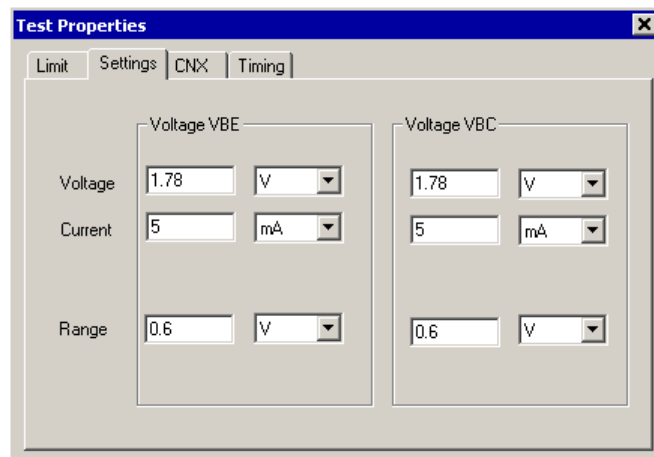 Test Properties
Limit Settings CNX Timing
Voltage VBE Voltage VBC
Voltage 1.78 V 1.78 V
Current 5 mA 5 mA
Range 0.6 V 0.6 V